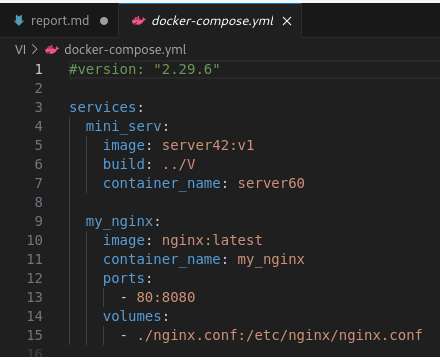 report.md ● docker-compose.yml ×
VI > docker-compose.yml
1 #version: "2.29.6"
2
3 services:
4   mini_serv:
5     image: server42:v1
6     build: ../V
7     container_name: server60
8
9   my_nginx:
10     image: nginx:latest
11     container_name: my_nginx
12     ports:
13       - 80:8080
14     volumes:
15       - ./nginx.conf:/etc/nginx/nginx.conf
16